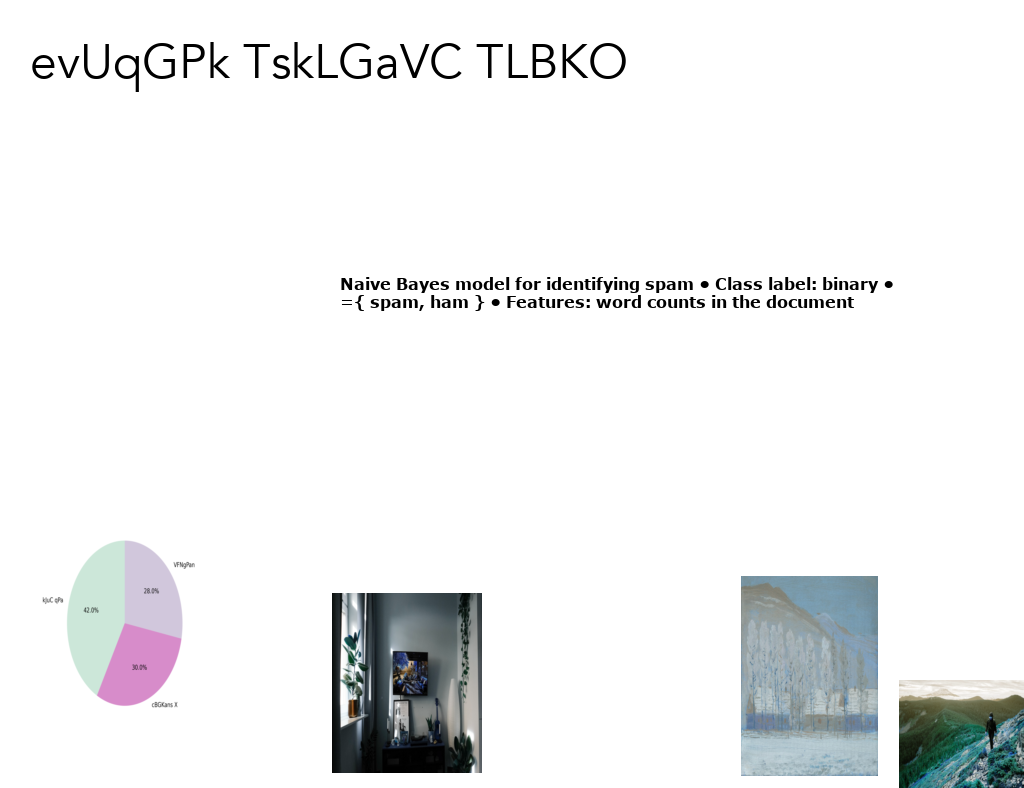 evUqGPk TskLGaVC TLBKO
Naive Bayes model for identifying spam ● Class label: binary ●
={ spam, ham } ● Features: word counts in the document
VFNgPan
28.0%
kjuC qPa
42.0%
30.0%
cBGKans X